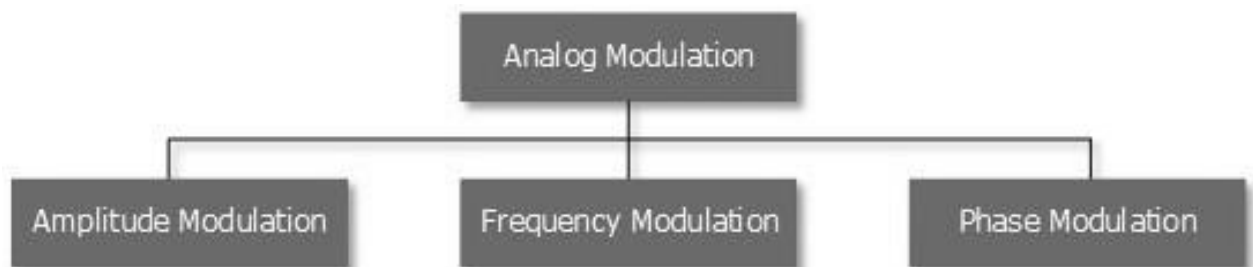 Analog Modulation
Amplitude Modulation
Frequency Modulation
Phase Modulation